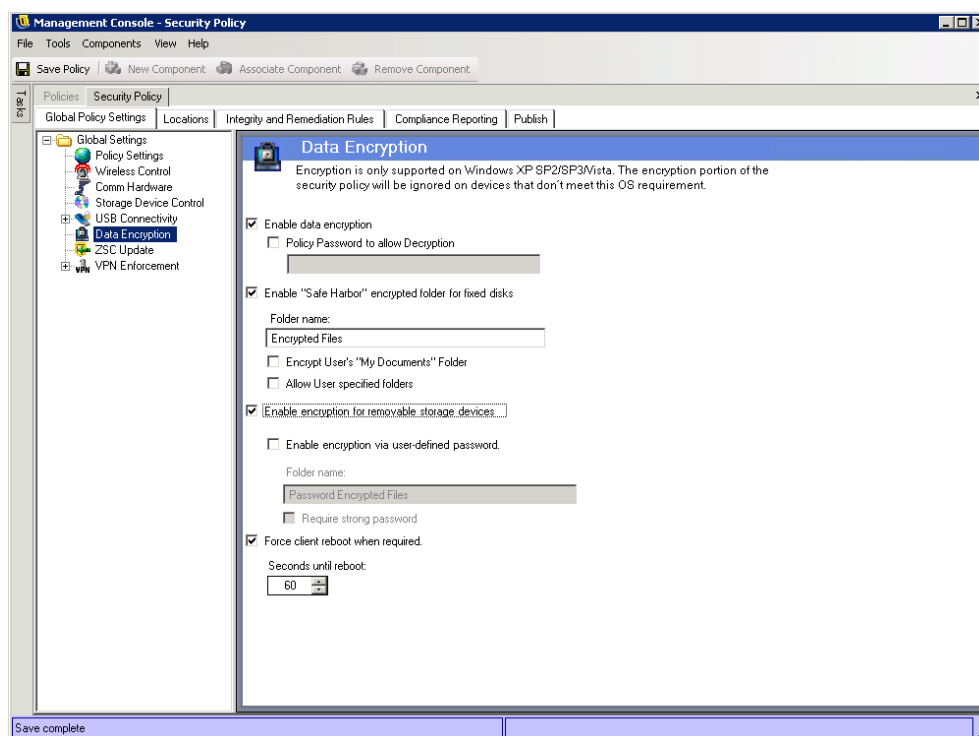 Management Console - Security Policy
File Tools Components View Help
Save Policy New Component Associate Component Remove Component
Tasks
Policies Security Policy
Global Policy Settings Locations Integrity and Remediation Rules Compliance Reporting Publish
Global Settings
Policy Settings
Wireless Control
Comm Hardware
Storage Device Control
USB Connectivity
Data Encryption
ZSC Update
VPN Enforcement
Data Encryption
Encryption is only supported on Windows XP SP2/SP3/Vista. The encryption portion of the
security policy will be ignored on devices that don't meet this OS requirement.
Enable data encryption
Policy Password to allow Decryption
Enable "Safe Harbor" encrypted folder for fixed disks
Folder name:
Encrypted Files
Encrypt User's "My Documents" Folder
Allow User specified folders
Enable encryption for removable storage devices
Enable encryption via user-defined password.
Folder name:
Password Encrypted Files
Require strong password
Force client reboot when required.
Seconds until reboot:
60
Save complete